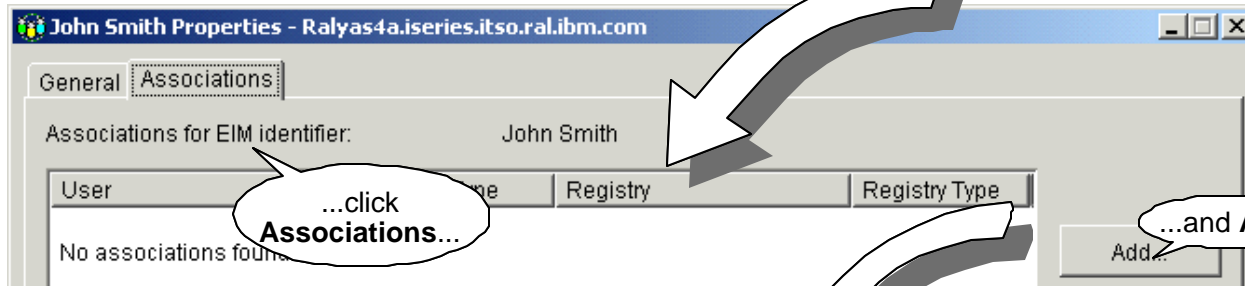 John Smith Properties - Ralyas4a.iseries.itso.ral.ibm.com
General Associations
Associations for EIM identifier: John Smith
User Registry Registry Type
...click
Associations...
...and
No associations
Add...